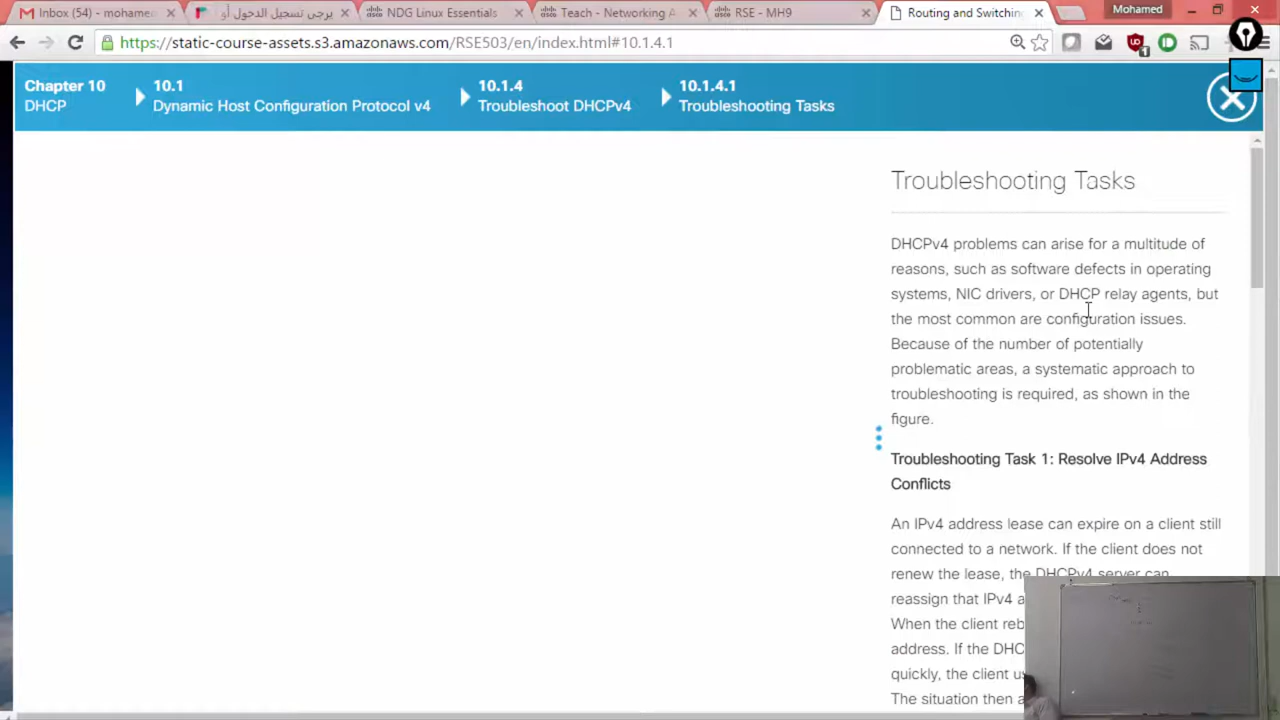 Inbox (54) - mohamed
يرجى تسجيل الدخول أو
NDG Linux Essentials
Teach - Networking A
RSE - MH9
Routing and Switching
Mohamed
https://static-course-assets.s3.amazonaws.com/RSE503/en/index.html#10.1.4.1
Chapter 10
DHCP
10.1
Dynamic Host Configuration Protocol v4
10.1.4
Troubleshoot DHCPv4
10.1.4.1
Troubleshooting Tasks
Troubleshooting Tasks
DHCPv4 problems can arise for a multitude of
reasons, such as software defects in operating
systems, NIC drivers, or DHCP relay agents, but
the most common are configuration issues.
Because of the number of potentially
problematic areas, a systematic approach to
troubleshooting is required, as shown in the
figure.
Troubleshooting Task 1: Resolve IPv4 Address
Conflicts
An IPv4 address lease can expire on a client still
connected to a network. If the client does not
renew the lease, the DHCPv4 server can
reassign that IPv4 a
When the client reb
address. If the DHC
quickly, the client u
The situation then a